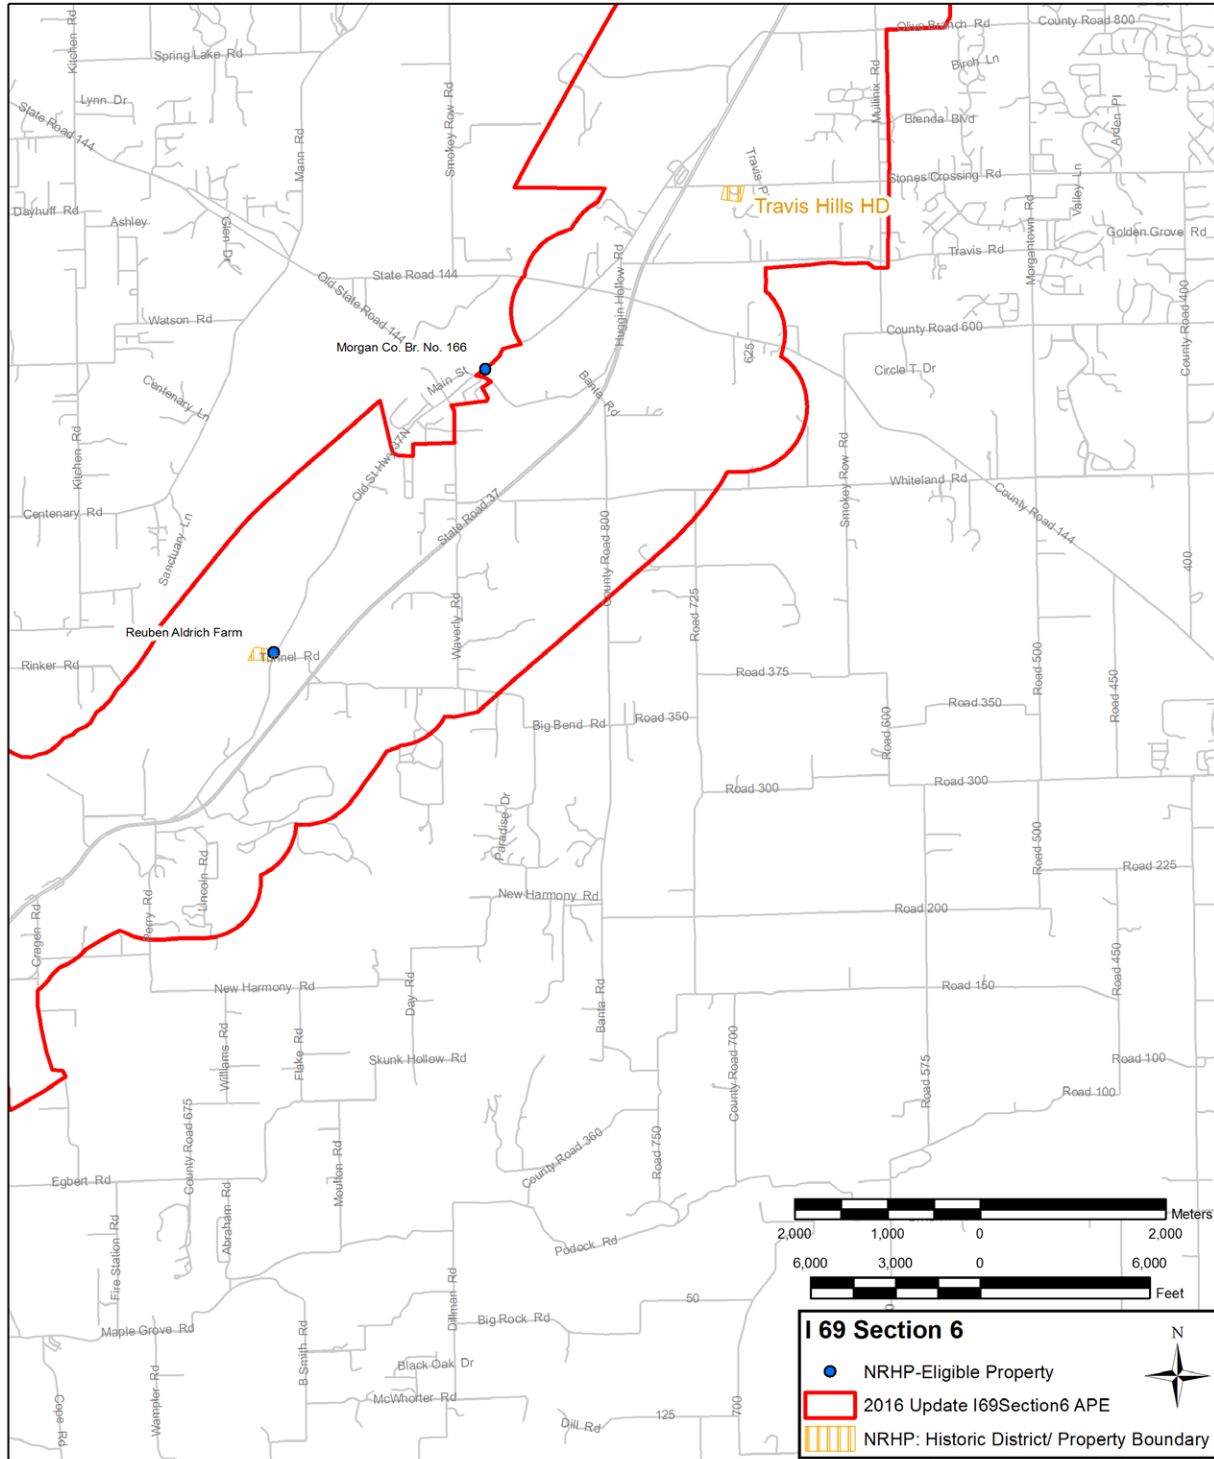 Kitchen Rd
Spring Lake Rd
Lynn Dr
State Road 144
Mann Rd
Smokey Row Rd
Olive Branch Rd
County Road 800
Birch Ln
Mullinix Rd
Brenda Blvd
Arden Pl
Travis Pl
Stones Crossing Rd
Travis Hills HD
Valley Ln
Dayhuff Rd
Ashley
Glen Dr
Golden Grove Rd
Morgantown Rd
Travis Rd
State Road 144
Old State Road 144
Huggin Hollow Rd
County Road 400
Watson Rd
County Road 600
Morgan Co. Br. No. 166
625
Main St
Circle T Dr
Centenary Ln
Banta Rd
Kitchen Rd
Old St Hwy 37N
Smokey Row Rd
Whiteland Rd
Centenary Rd
State Road 37
County Road 144
Sanctuary Ln
County Road 800
400
Road 725
Waverly Rd
Reuben Aldrich Farm
Tunnel Rd
Rinker Rd
Road 375
Road 500
Road 450
Big Bend Rd
Road 350
Road 600
Road 350
Road 300
Road 300
Paradise Dr
Road 500
Road 225
Lincoln Rd
New Harmony Rd
Perry Rd
Cragen Rd
Road 200
Road 450
New Harmony Rd
Day Rd
Banta Rd
Road 150
Williams Rd
Flake Rd
Skunk Hollow Rd
County Road 700
Road 575
Road 100
Road 100
County Road 675
County Road 360
Road 750
Moulton Rd
Egbert Rd
Abraham Rd
Podock Rd
Meters
2,000 1,000 0 2,000
6,000 3,000 0 6,000
Feet
Fire Station Rd
Dillman Rd
50
Big Rock Rd
Maple Grove Rd
B Smith Rd
Black Oak Dr
McWhorter Rd
Wampler Rd
Cope Rd
Dill Rd
125
700
I 69 Section 6
N
NRHP-Eligible Property
2016 Update I69Section6 APE
NRHP: Historic District/ Property Boundary